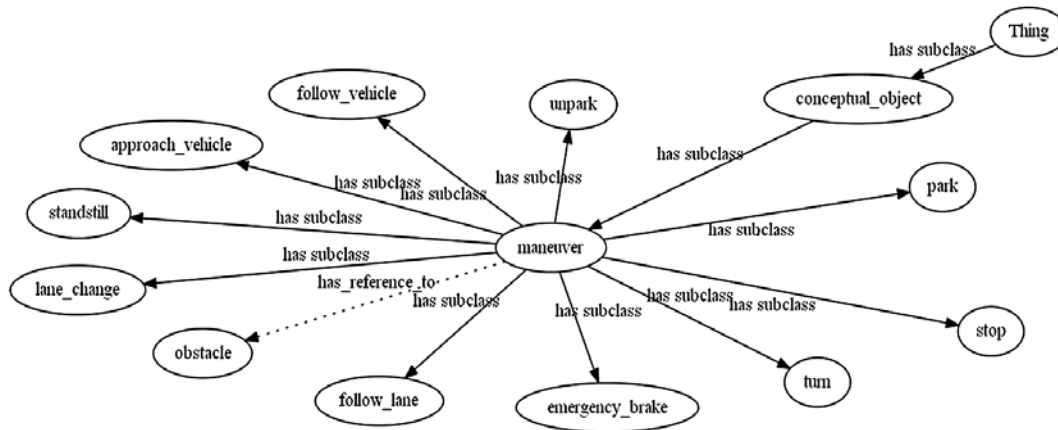 Thing
has subclass
follow_vehicle
unpark
conceptual_object
approach_vehicle
has subclass
has subclass
has subclass
has subclass
park
standstill
has subclass
has subclass
maneuver
has subclass
lane_change
has_reference_to
has subclass
has subclass
has subclass
has subclass
stop
obstacle
turn
follow_lane
emergency_brake